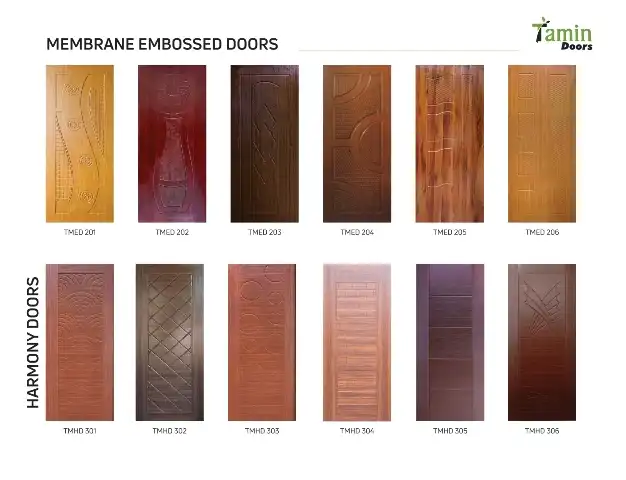 MEMBRANE EMBOSSED DOORS
Tamin
Doors
TMED 201
TMED 202
TMED 203
TMED 204
TMED 205
TMED 206
HARMONY DOORS
TMHD 301
TMHD 302
TMHD 303
TMHD 304
TMHD 305
TMHD 306